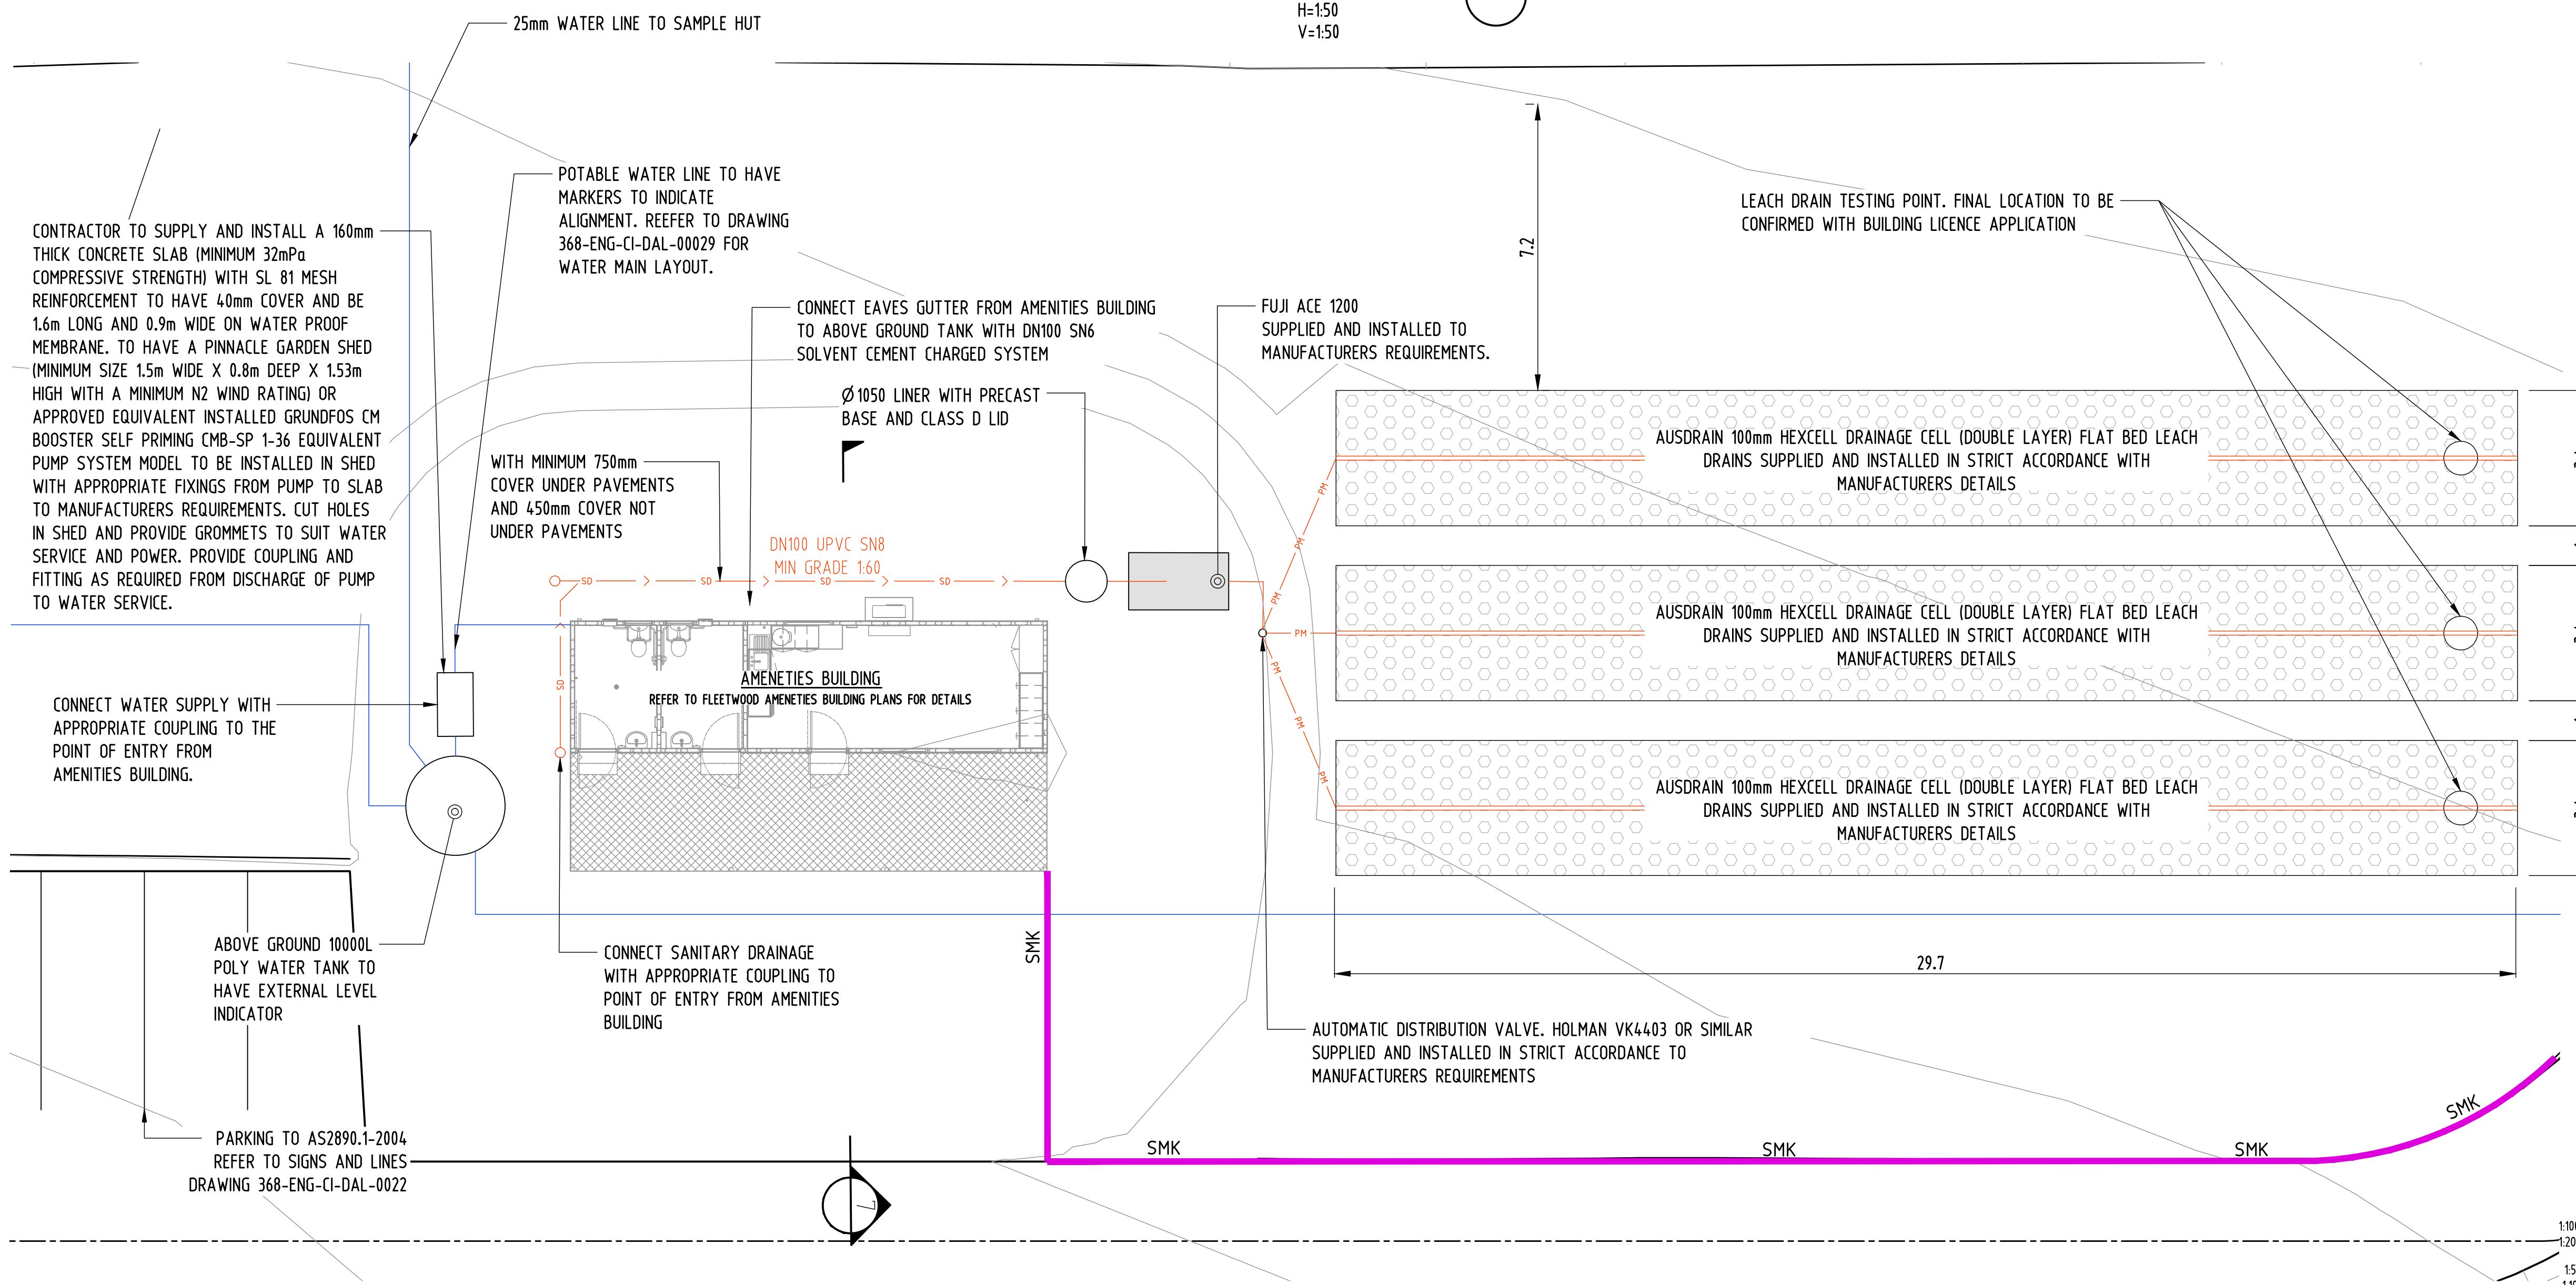 H=1:50
V=1:50
25mm WATER LINE TO SAMPLE HUT
POTABLE WATER LINE TO HAVE
MARKERS TO INDICATE
ALIGNMENT. REEFER TO DRAWING
368-ENG-CI-DAL-00029 FOR
WATER MAIN LAYOUT.
LEACH DRAIN TESTING POINT. FINAL LOCATION TO BE
CONFIRMED WITH BUILDING LICENCE APPLICATION
7.2
CONTRACTOR TO SUPPLY AND INSTALL A 160mm
THICK CONCRETE SLAB (MINIMUM 32mPa
COMPRESSIVE STRENGTH) WITH SL 81 MESH
REINFORCEMENT TO HAVE 40mm COVER AND BE
1.6m LONG AND 0.9m WIDE ON WATER PROOF
MEMBRANE. TO HAVE A PINNACLE GARDEN SHED
(MINIMUM SIZE 1.5m WIDE X 0.8m DEEP X 1.53m
HIGH WITH A MINIMUM N2 WIND RATING) OR
APPROVED EQUIVALENT INSTALLED GRUNDFOS CM
BOOSTER SELF PRIMING CMB-SP 1-36 EQUIVALENT
PUMP SYSTEM MODEL TO BE INSTALLED IN SHED
WITH APPROPRIATE FIXINGS FROM PUMP TO SLAB
TO MANUFACTURERS REQUIREMENTS. CUT HOLES
IN SHED AND PROVIDE GROMMETS TO SUIT WATER
SERVICE AND POWER. PROVIDE COUPLING AND
FITTING AS REQUIRED FROM DISCHARGE OF PUMP
TO WATER SERVICE.
CONNECT EAVES GUTTER FROM AMENITIES BUILDING
TO ABOVE GROUND TANK WITH DN100 SN6
SOLVENT CEMENT CHARGED SYSTEM
FUJI ACE 1200
SUPPLIED AND INSTALLED TO
MANUFACTURERS REQUIREMENTS.
Ø1050 LINER WITH PRECAST
BASE AND CLASS D LID
WITH MINIMUM 750mm
COVER UNDER PAVEMENTS
AND 450mm COVER NOT
UNDER PAVEMENTS
DN100 UPVC SN8
MIN GRADE 1:60
SD
SD
SD
SD
SD
PM
PM
PM
PM
PM
PM
AUSDRAIN 100mm HEXCELL DRAINAGE CELL (DOUBLE LAYER) FLAT BED LEACH
DRAINS SUPPLIED AND INSTALLED IN STRICT ACCORDANCE WITH
MANUFACTURERS DETAILS
AUSDRAIN 100mm HEXCELL DRAINAGE CELL (DOUBLE LAYER) FLAT BED LEACH
DRAINS SUPPLIED AND INSTALLED IN STRICT ACCORDANCE WITH
MANUFACTURERS DETAILS
AUSDRAIN 100mm HEXCELL DRAINAGE CELL (DOUBLE LAYER) FLAT BED LEACH
DRAINS SUPPLIED AND INSTALLED IN STRICT ACCORDANCE WITH
MANUFACTURERS DETAILS
AMENETIES BUILDING
REFER TO FLEETWOOD AMENETIES BUILDING PLANS FOR DETAILS
CONNECT WATER SUPPLY WITH
APPROPRIATE COUPLING TO THE
POINT OF ENTRY FROM
AMENITIES BUILDING.
ABOVE GROUND 10000L
POLY WATER TANK TO
HAVE EXTERNAL LEVEL
INDICATOR
CONNECT SANITARY DRAINAGE
WITH APPROPRIATE COUPLING TO
POINT OF ENTRY FROM AMENITIES
BUILDING
SMK
29.7
AUTOMATIC DISTRIBUTION VALVE. HOLMAN VK4403 OR SIMILAR
SUPPLIED AND INSTALLED IN STRICT ACCORDANCE TO
MANUFACTURERS REQUIREMENTS
PARKING TO AS2890.1-2004
REFER TO SIGNS AND LINES
DRAWING 368-ENG-CI-DAL-0022
SMK
SMK
SMK
SMK